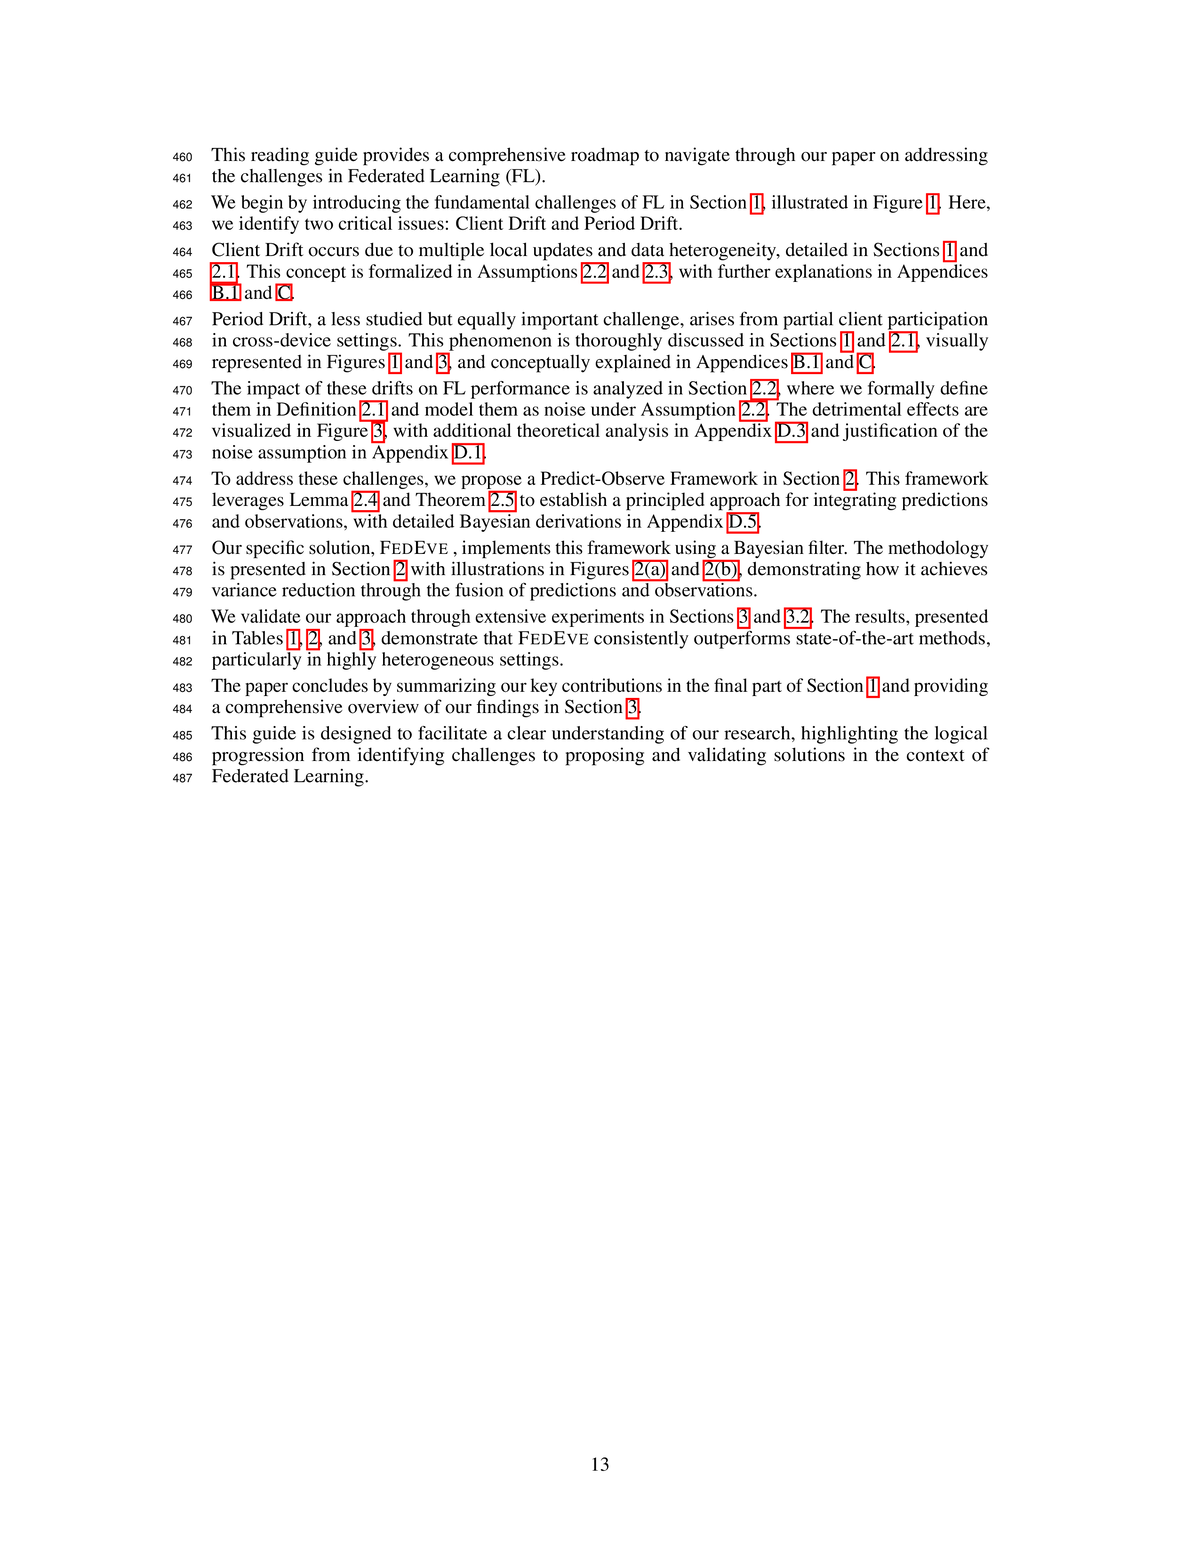 460 This reading guide provides a comprehensive roadmap to navigate through our paper on addressing
461 the challenges in Federated Learning (FL).
462 We begin by introducing the fundamental challenges of FL in Section 1, illustrated in Figure 1. Here,
463 we identify two critical issues: Client Drift and Period Drift.
464 Client Drift occurs due to multiple local updates and data heterogeneity, detailed in Sections 1 and
465 2.1. This concept is formalized in Assumptions 2.2 and 2.3, with further explanations in Appendices
466 B.1 and C.
467 Period Drift, a less studied but equally important challenge, arises from partial client participation
468 in cross-device settings. This phenomenon is thoroughly discussed in Sections 1 and 2.1, visually
469 represented in Figures 1 and 3, and conceptually explained in Appendices B.1 and C.
470 The impact of these drifts on FL performance is analyzed in Section 2.2, where we formally define
471 them in Definition 2.1 and model them as noise under Assumption 2.2. The detrimental effects are
472 visualized in Figure 3, with additional theoretical analysis in Appendix D.3 and justification of the
473 noise assumption in Appendix D.1.
474 To address these challenges, we propose a Predict-Observe Framework in Section 2. This framework
475 leverages Lemma 2.4 and Theorem 2.5 to establish a principled approach for integrating predictions
476 and observations, with detailed Bayesian derivations in Appendix D.5.
477 Our specific solution, FEDEVE , implements this framework using a Bayesian filter. The methodology
478 is presented in Section 2 with illustrations in Figures 2(a) and 2(b), demonstrating how it achieves
479 variance reduction through the fusion of predictions and observations.
480 We validate our approach through extensive experiments in Sections 3 and 3.2. The results, presented
481 in Tables 1, 2, and 3, demonstrate that FEDEVE consistently outperforms state-of-the-art methods,
482 particularly in highly heterogeneous settings.
483 The paper concludes by summarizing our key contributions in the final part of Section 1 and providing
484 a comprehensive overview of our findings in Section 3.
485 This guide is designed to facilitate a clear understanding of our research, highlighting the logical
486 progression from identifying challenges to proposing and validating solutions in the context of
487 Federated Learning.
13